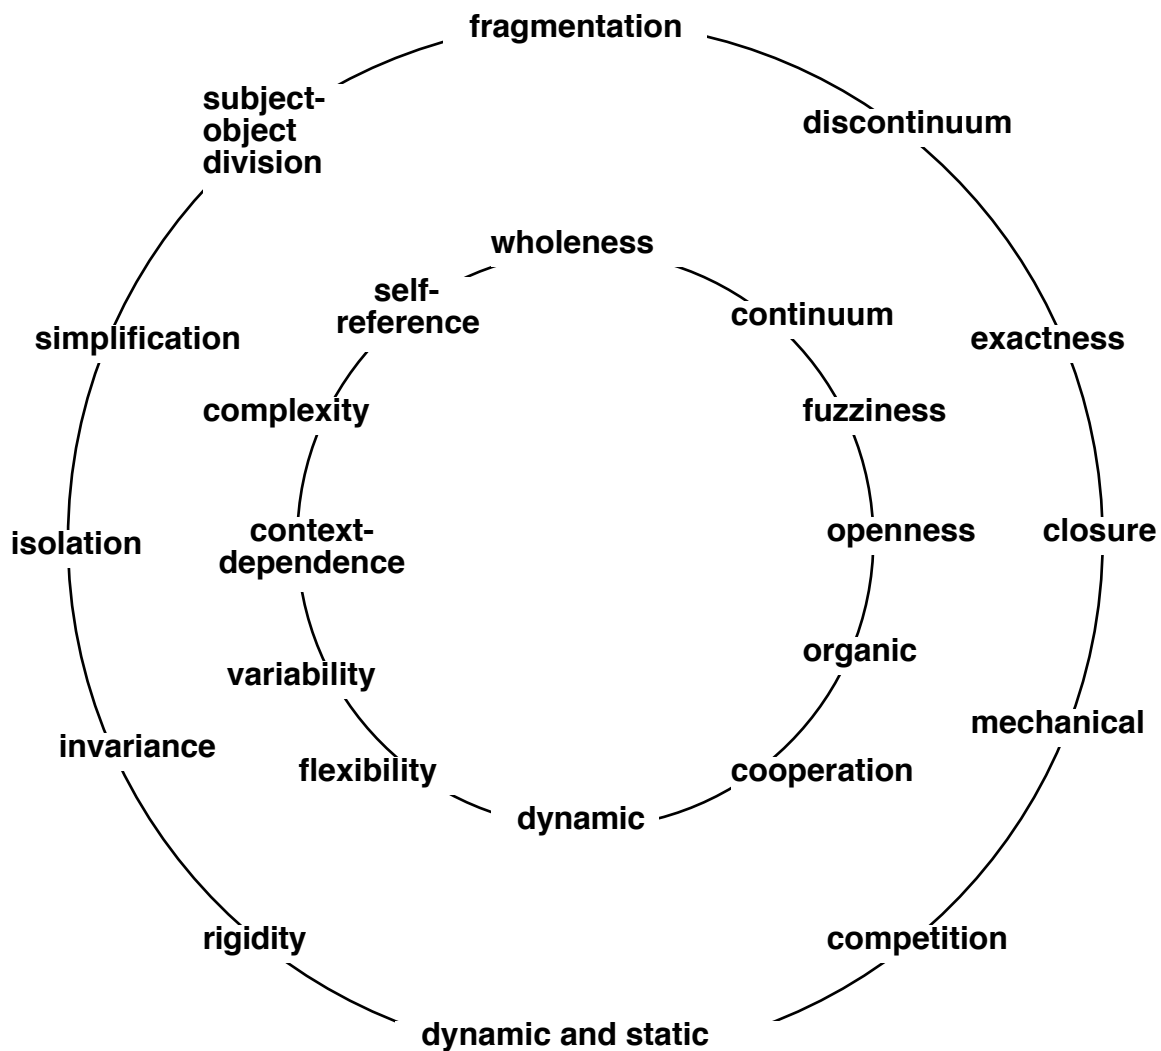 fragmentation
subject-
object
division
discontinuum
wholeness
self-
reference
continuum
simplification
exactness
complexity
fuzziness
isolation
context-
dependence
openness
closure
organic
variability
mechanical
invariance
flexibility
cooperation
dynamic
rigidity
competition
dynamic and static